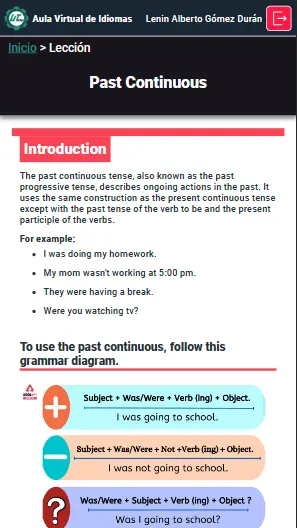 Aula Virtual de Idiomas
Lenin Alberto Gómez Durán
Inicio > Lección
Past Continuous
Introduction
The past continuous tense, also known as the past
progressive tense, describes ongoing actions in the past. It
uses the same construction as the present continuous tense
except with the past tense of the verb to be and the present
participle of the verbs.
For example:
• I was doing my homework.
• My mom wasn't working at 5:00 pm.
• They were having a break.
• Were you watching tv?
To use the past continuous, follow this
grammar diagram.
+
Subject + Was/Were + Verb (ing) + Object.
I was going to school.
−
Subject + Was/Were + Not +Verb (ing) + Object.
I was not going to school.
?
Was/Were + Subject + Verb (ing) + Object ?
Was I going to school?